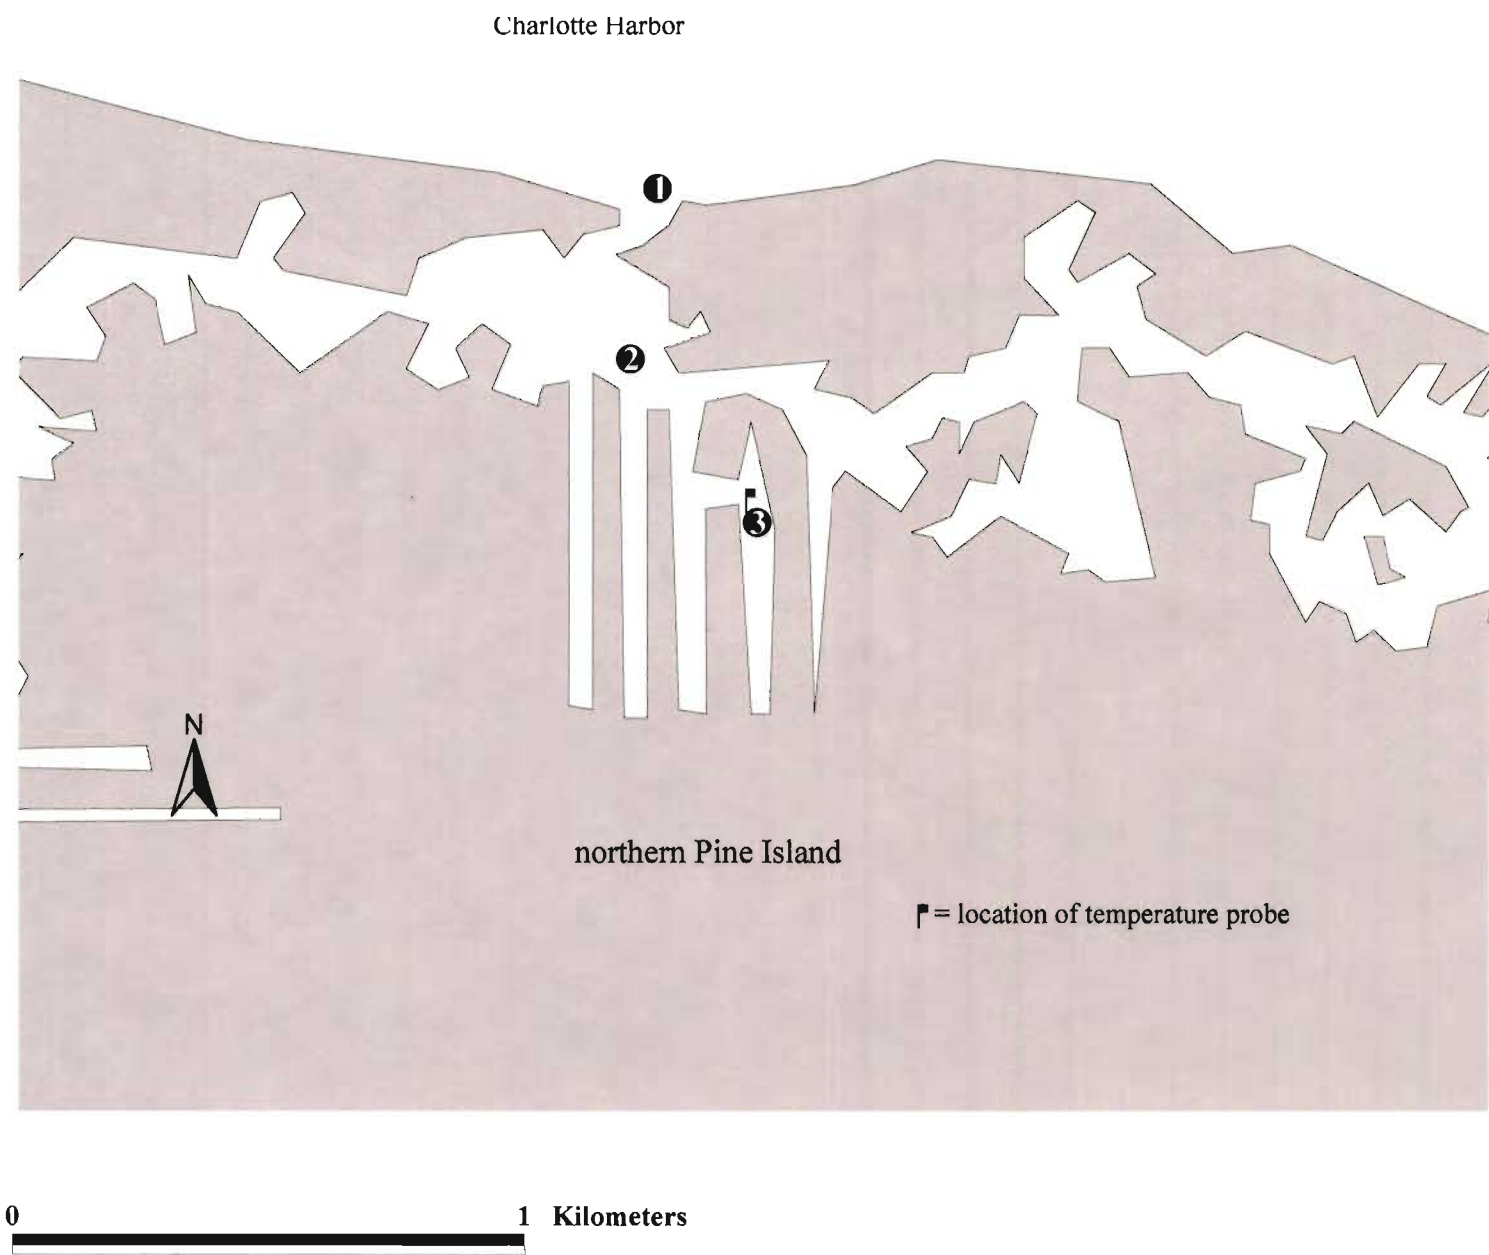 Charlotte Harbor
1
2
3
N
northern Pine Island
= location of temperature probe
0 1 Kilometers